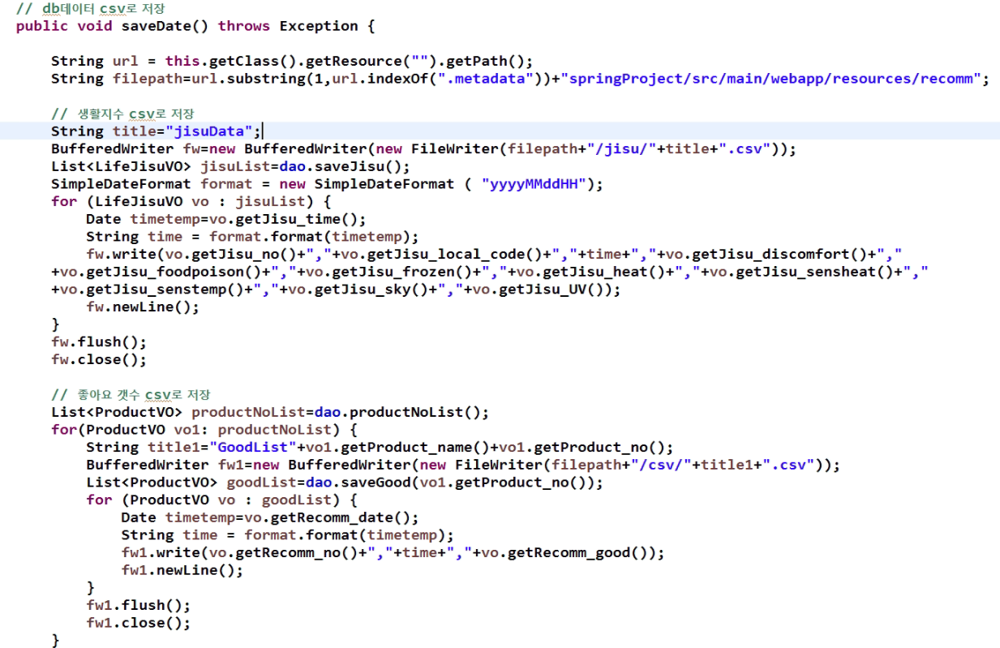 // db데이터 csv로 저장
public void saveDate() throws Exception {
String url = this.getClass().getResource("").getPath();
String filepath=url.substring(1,url.indexOf(".metadata"))+"springProject/src/main/webapp/resources/recomm";
// 생활지수 csv로 저장
String title="jisuData";
BufferedWriter fw=new BufferedWriter(new FileWriter(filepath+"/jisu/"+title+".csv"));
List<LifeJisuVO> jisuList=dao.saveJisu();
SimpleDateFormat format = new SimpleDateFormat ( "yyyyMMddHH");
for (LifeJisuVO vo : jisuList) {
Date timetemp=vo.getJisu_time();
String time = format.format(timetemp);
fw.write(vo.getJisu_no()+","+vo.getJisu_local_code()+","+time+","+vo.getJisu_discomfort()+","
+vo.getJisu_foodpoison()+","+vo.getJisu_frozen()+","+vo.getJisu_heat()+","+vo.getJisu_sensheat()+","
+vo.getJisu_senstemp()+","+vo.getJisu_sky()+","+vo.getJisu_UV());
fw.newLine();
}
fw.flush();
fw.close();
// 좋아요 갯수 csv로 저장
List<ProductVO> productNoList=dao.productNoList();
for(ProductVO vo1: productNoList) {
String title1="GoodList"+vo1.getProduct_name()+vo1.getProduct_no();
BufferedWriter fw1=new BufferedWriter(new FileWriter(filepath+"/csv/"+title1+".csv"));
List<ProductVO> goodList=dao.saveGood(vo1.getProduct_no());
for (ProductVO vo : goodList) {
Date timetemp=vo.getRecomm_date();
String time = format.format(timetemp);
fw1.write(vo.getRecomm_no()+","+time+","+vo.getRecomm_good());
fw1.newLine();
}
fw1.flush();
fw1.close();
}